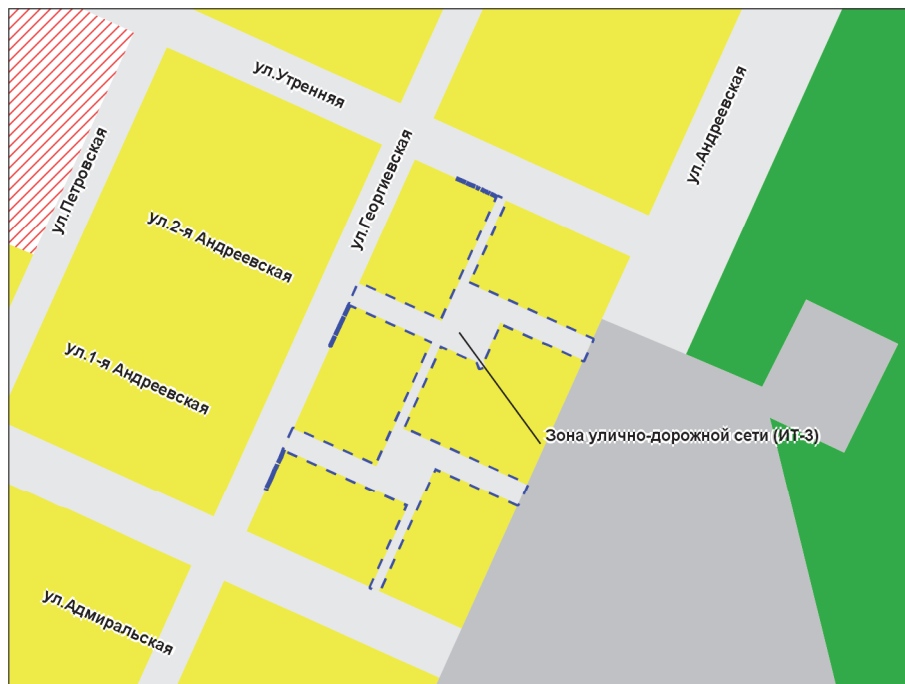 ул.Утренняя
ул.Андреевская
ул.Петровская
ул.Георгиевская
ул.2-я Андреевская
ул.1-я Андреевская
Зона улично-дорожной сети (ИТ-3)
ул.Адмиральская